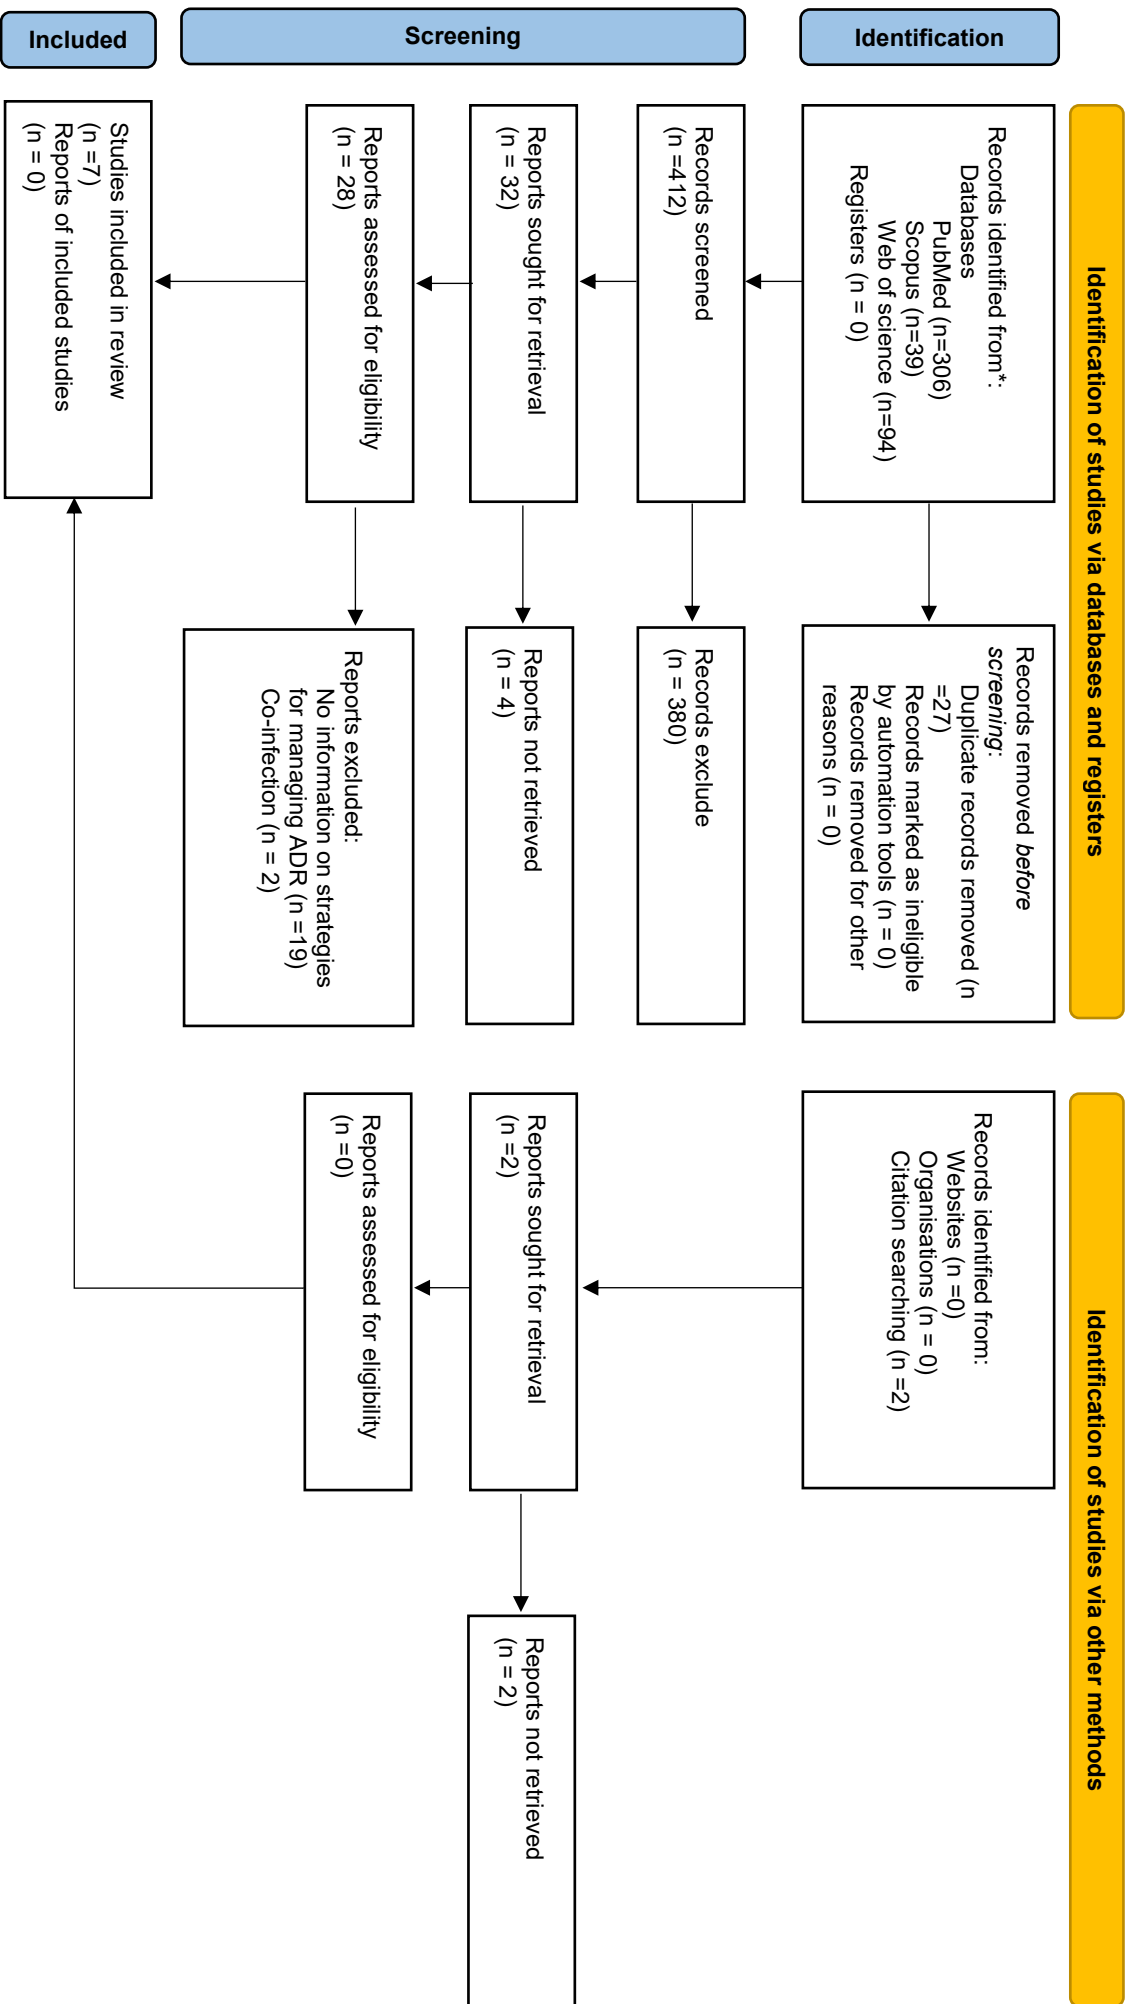 Identification of studies via databases and registers
Identification of studies via other methods
Identification
Records identified from*:
Databases
PubMed (n=306)
Scopus (n=39)
Web of science (n=94)
Registers (n = 0)
Records removed before
screening:
Duplicate records removed (n
=27)
Records marked as ineligible
by automation tools (n = 0)
Records removed for other
reasons (n = 0)
Records identified from:
Websites (n =0)
Organisations (n = 0)
Citation searching (n =2)
Screening
Records screened
(n =412)
Records exclude
(n = 380)
Reports sought for retrieval
(n = 32)
Reports not retrieved
(n = 4)
Reports sought for retrieval
(n =2)
Reports not retrieved
(n = 2)
Reports assessed for eligibility
(n = 28)
Reports excluded:
No information on strategies
for managing ADR (n =19)
Co-infection (n = 2)
Reports assessed for eligibility
(n =0)
Included
Studies included in review
(n =7)
Reports of included studies
(n = 0)